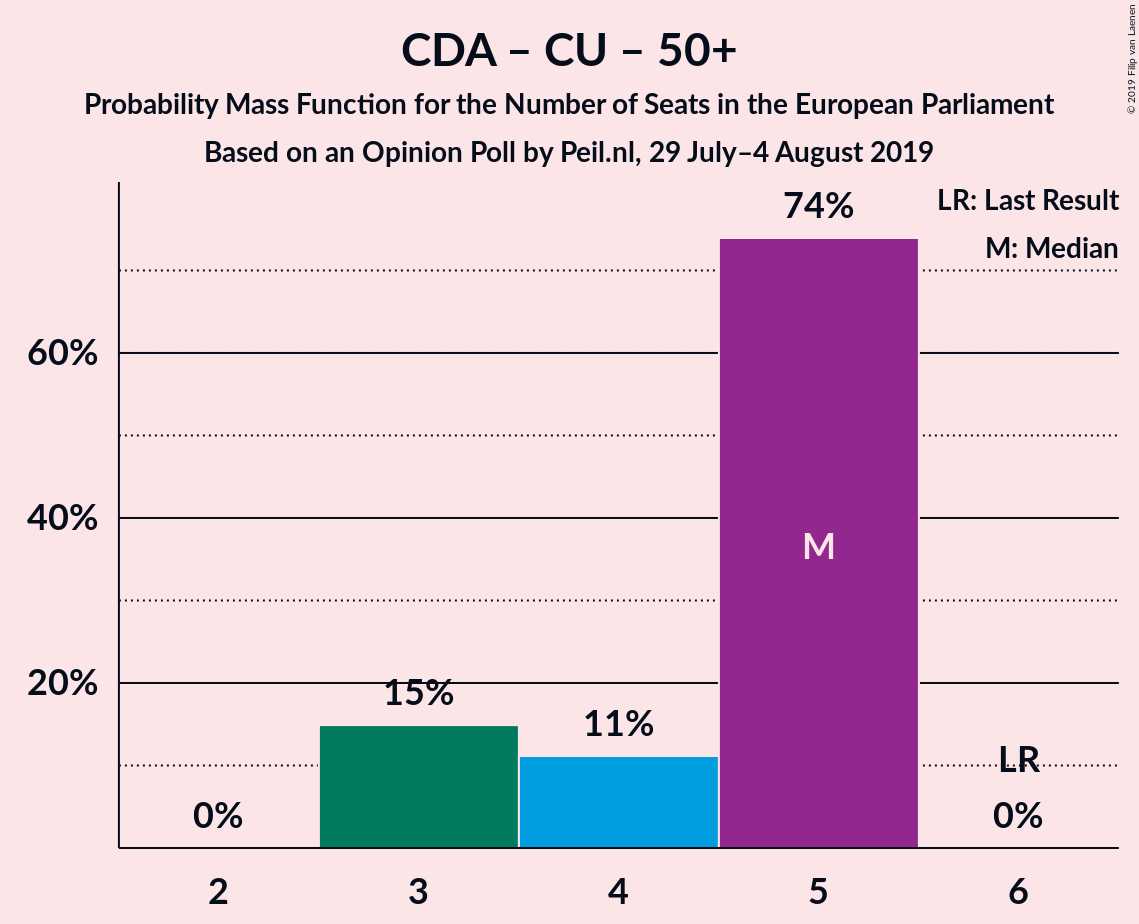 CDA – CU – 50+
Probability Mass Function for the Number of Seats in the European Parliament
Based on an Opinion Poll by Peil.nl, 29 July–4 August 2019
© 2019 Filip van Laenen
LR: Last Result
M: Median
74%
60%
40%
20%
M
15%
11%
LR
0%
0%
2
3
4
5
6